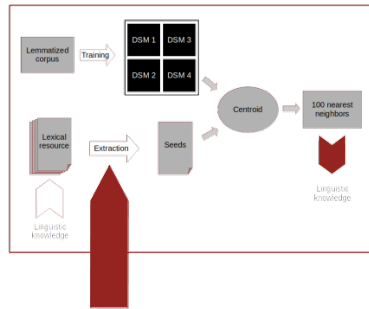 Lemmatized
corpus
Training
DSM 1
DSM 3
DSM 2
DSM 4
Centroid
100 nearest
neighbors
Lexical
resource
Extraction
Seeds
Linguistic
knowledge
Linguistic
knowledge